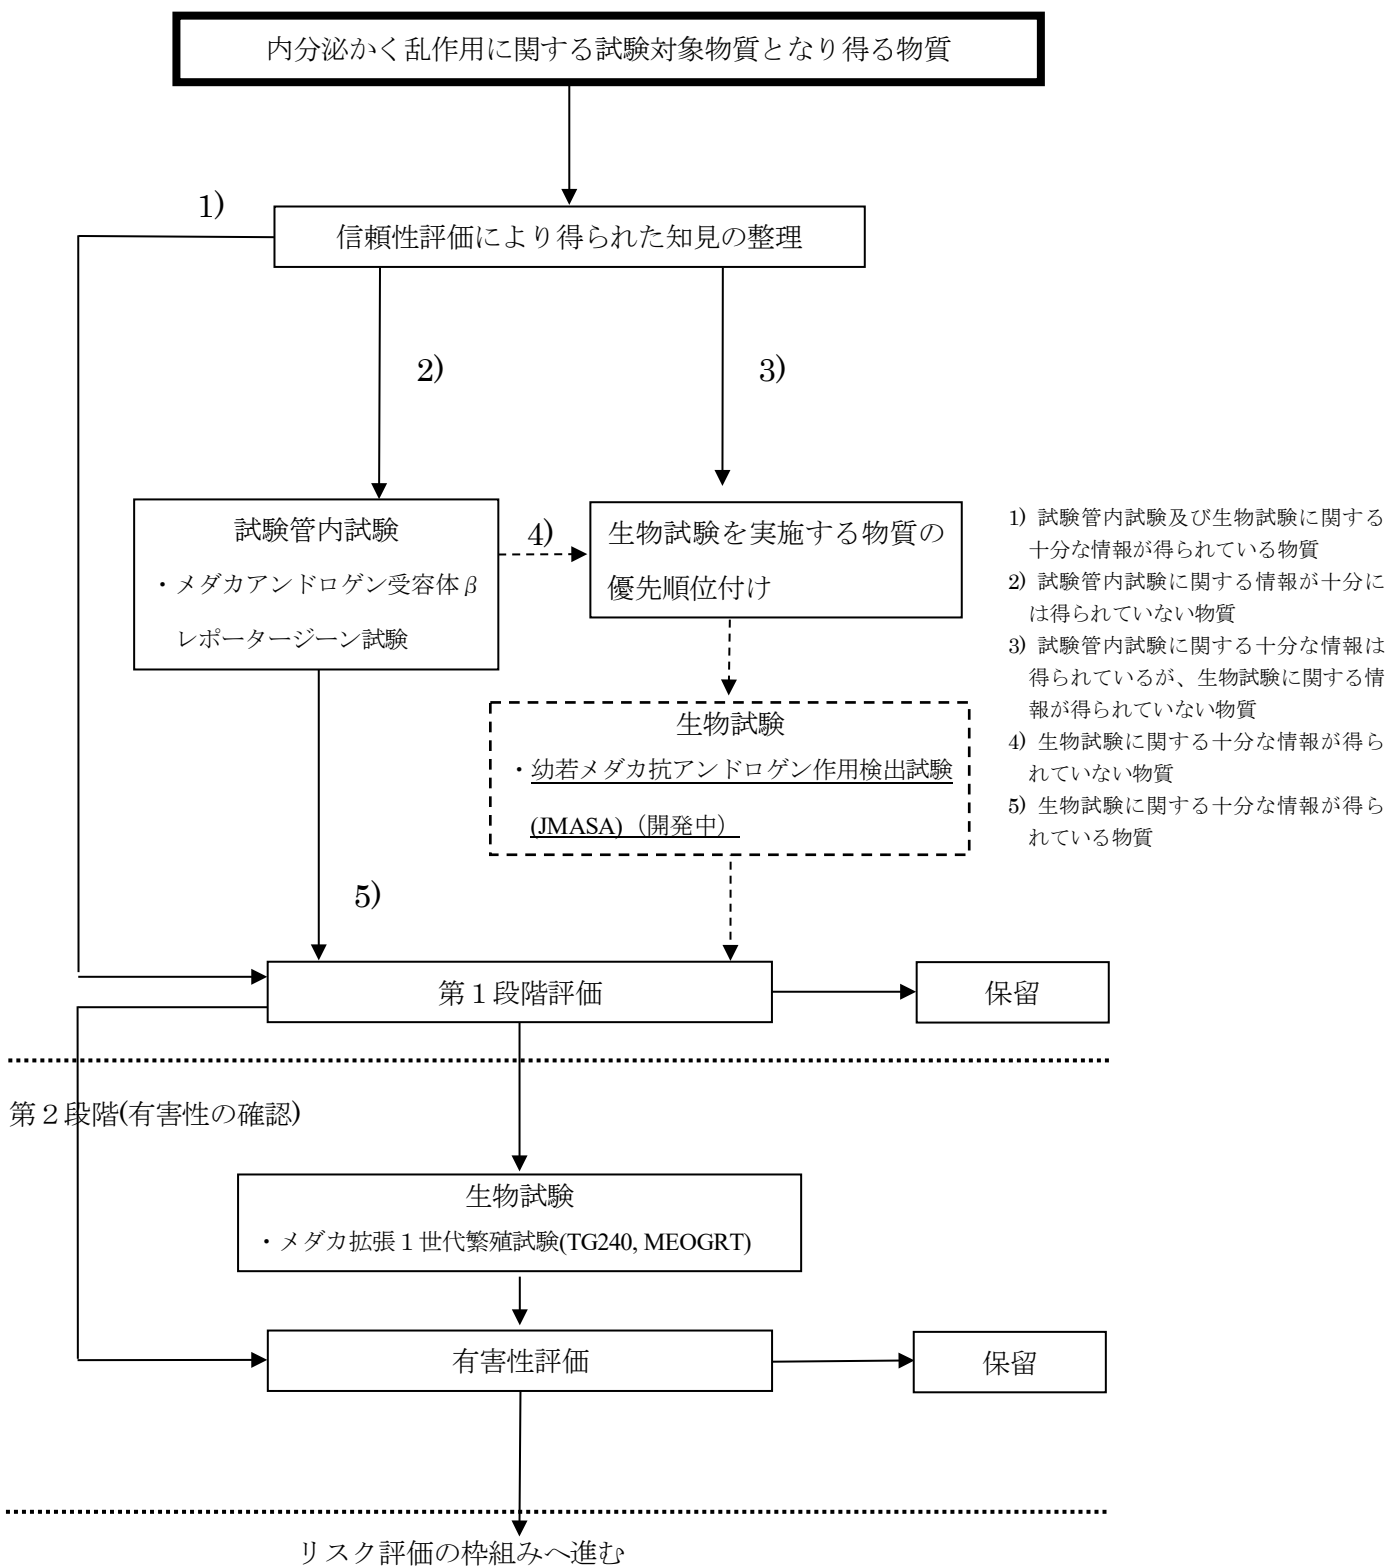 内分泌かく乱作用に関する試験対象物質となり得る物質
1)
信頼性評価により得られた知見の整理
2)
3)
試験管内試験
・メダカアンドロゲン受容体β
レポータージーン試験
4)
生物試験を実施する物質の
優先順位付け
生物試験
・幼若メダカ抗アンドロゲン作用検出試験
(JMASA)（開発中）
1) 試験管内試験及び生物試験に関する
十分な情報が得られている物質
2) 試験管内試験に関する情報が十分に
は得られていない物質
3) 試験管内試験に関する十分な情報は
得られているが、生物試験に関する情
報が得られていない物質
4) 生物試験に関する十分な情報が得ら
れていない物質
5) 生物試験に関する十分な情報が得ら
れている物質
5)
第１段階評価
保留
第２段階(有害性の確認)
生物試験
・メダカ拡張１世代繁殖試験(TG240, MEOGRT)
有害性評価
保留
リスク評価の枠組みへ進む